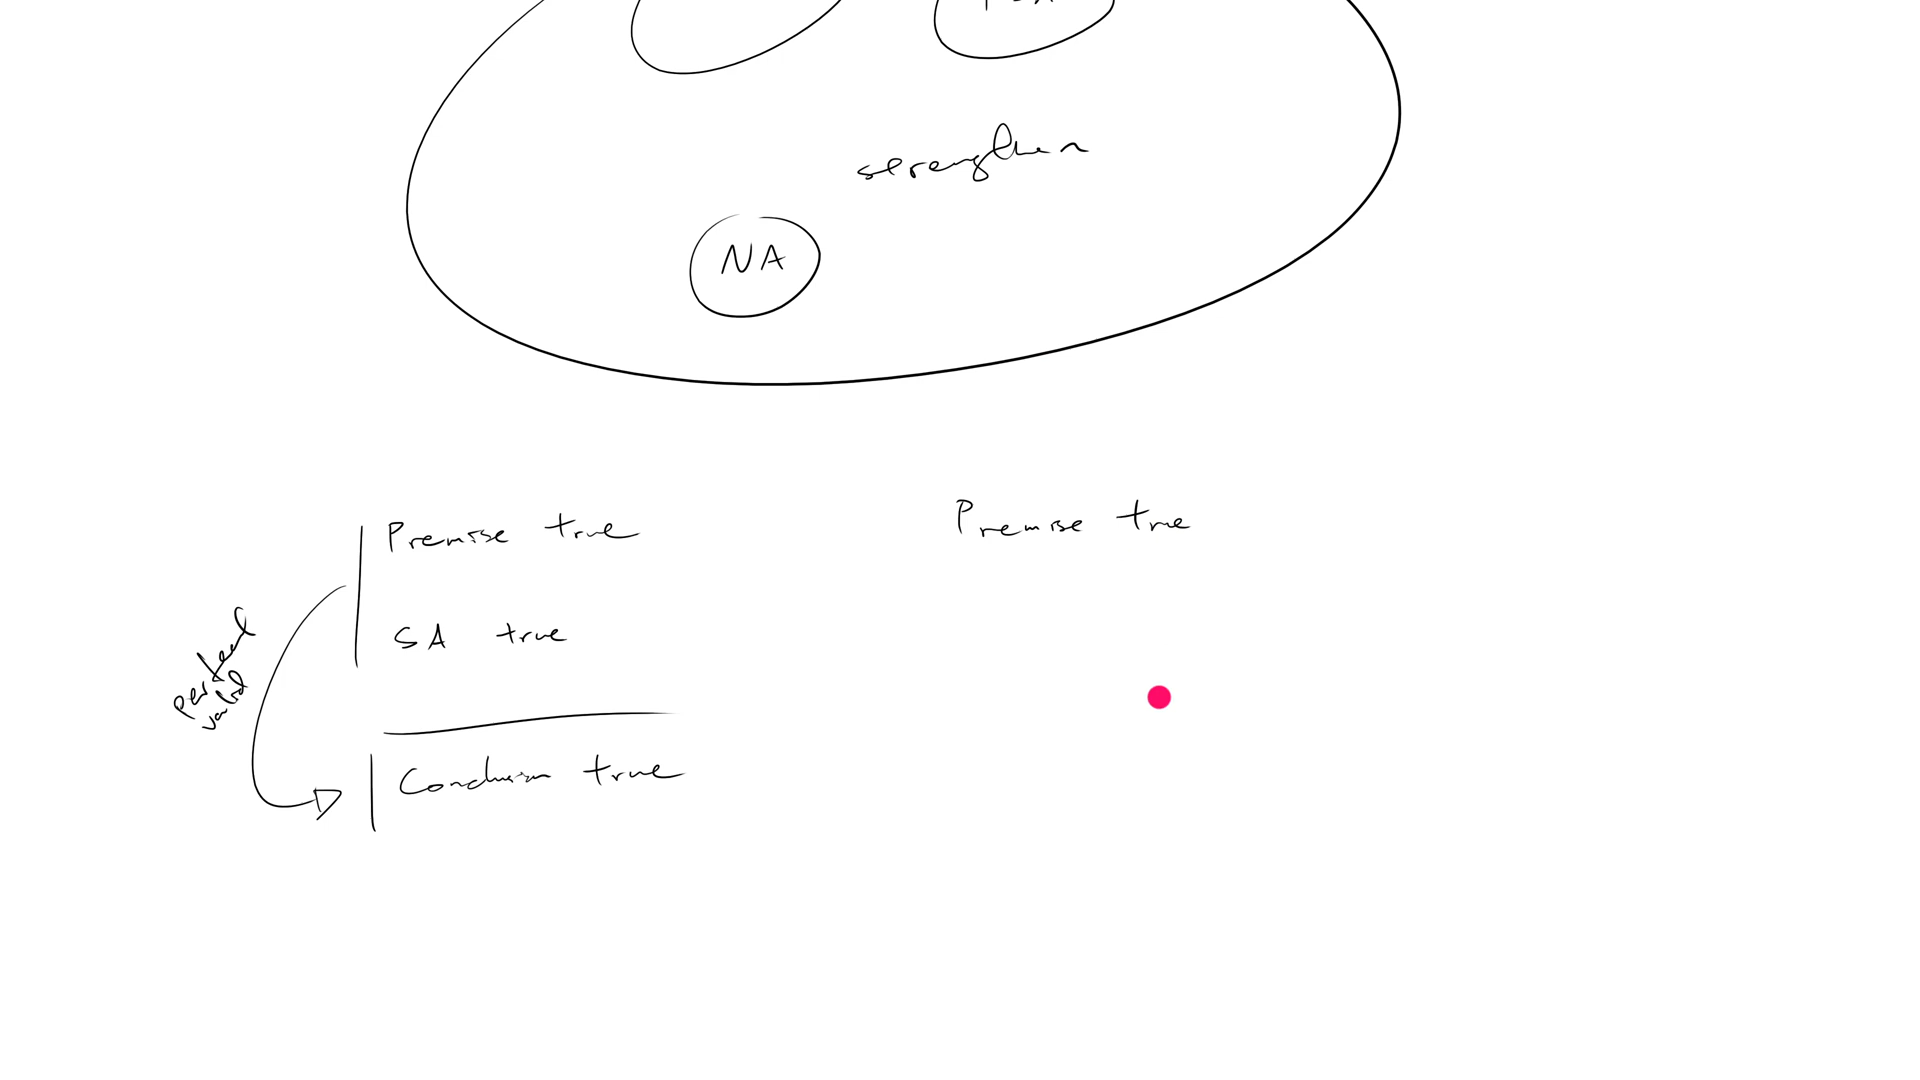 strengthen
NA
Premise true
Premise true
SA true
perfect
valid
Conclusion true